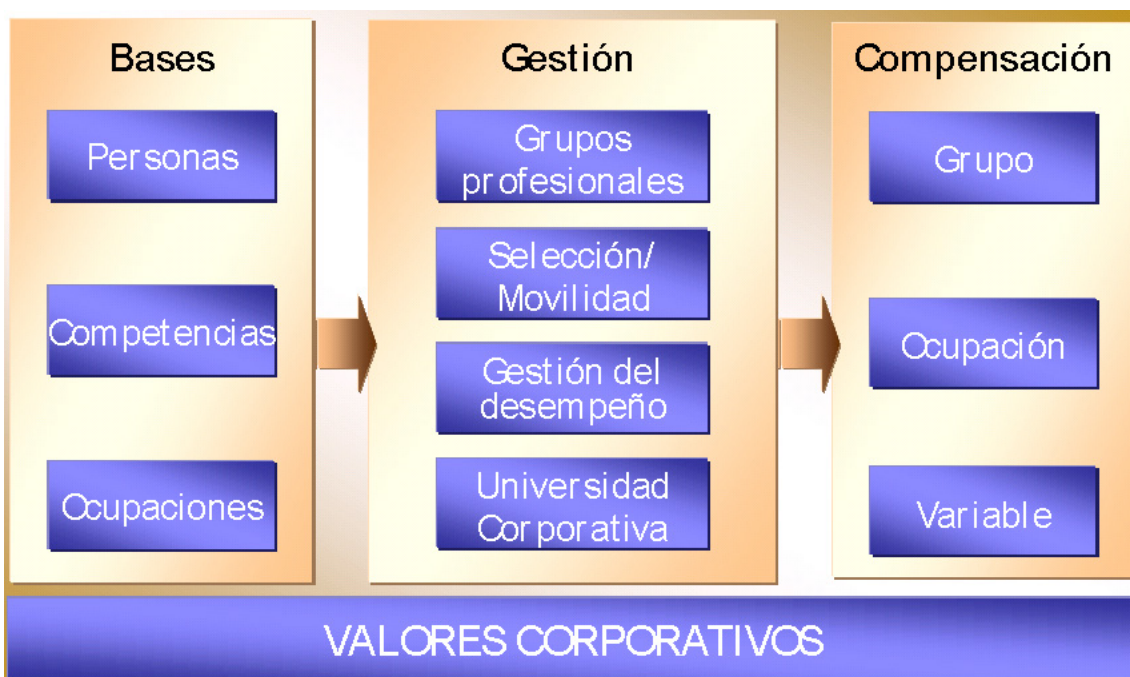 Bases
Personas
Competencias
Ocupaciones
Gestión
Grupos
profesionales
Selección/
Movilidad
Gestión del
desempeño
Universidad
Corporativa
Compensación
Grupo
Ocupación
Variable
VALORES CORPORATIVOS